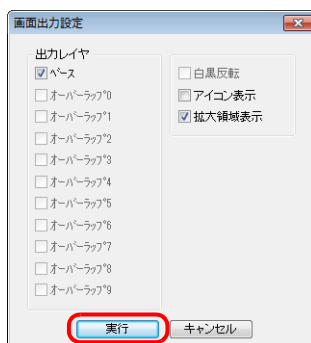 画面出力設定
出力レイヤ
ﾍﾞｰｽ
ｵｰﾊﾞｰﾗｯﾌﾟ0
ｵｰﾊﾞｰﾗｯﾌﾟ1
ｵｰﾊﾞｰﾗｯﾌﾟ2
ｵｰﾊﾞｰﾗｯﾌﾟ3
ｵｰﾊﾞｰﾗｯﾌﾟ4
ｵｰﾊﾞｰﾗｯﾌﾟ5
ｵｰﾊﾞｰﾗｯﾌﾟ6
ｵｰﾊﾞｰﾗｯﾌﾟ7
ｵｰﾊﾞｰﾗｯﾌﾟ8
ｵｰﾊﾞｰﾗｯﾌﾟ9
白黒反転
アイコン表示
拡大領域表示
実行
キャンセル